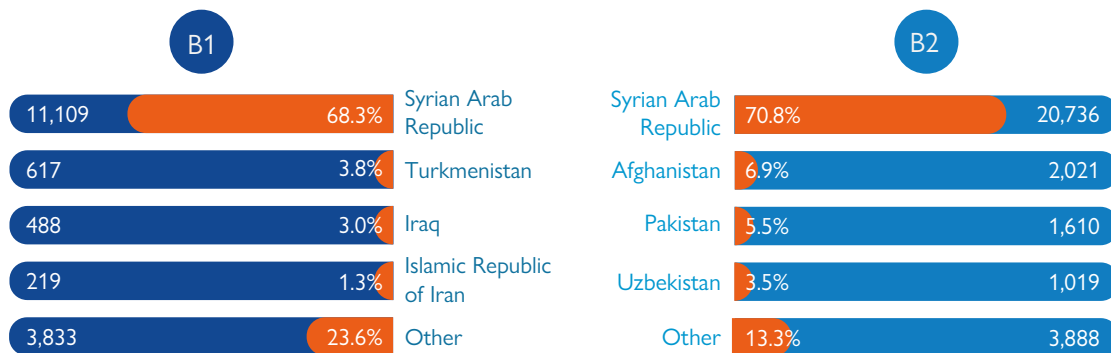 B1
11,109 68.3% Syrian Arab
Republic
617 3.8% Turkmenistan
488 3.0% Iraq
219 1.3% Islamic Republic
of Iran
3,833 23.6% Other
B2
Syrian Arab
Republic 70.8% 20,736
Afghanistan 6.9% 2,021
Pakistan 5.5% 1,610
Uzbekistan 3.5% 1,019
Other 13.3% 3,888